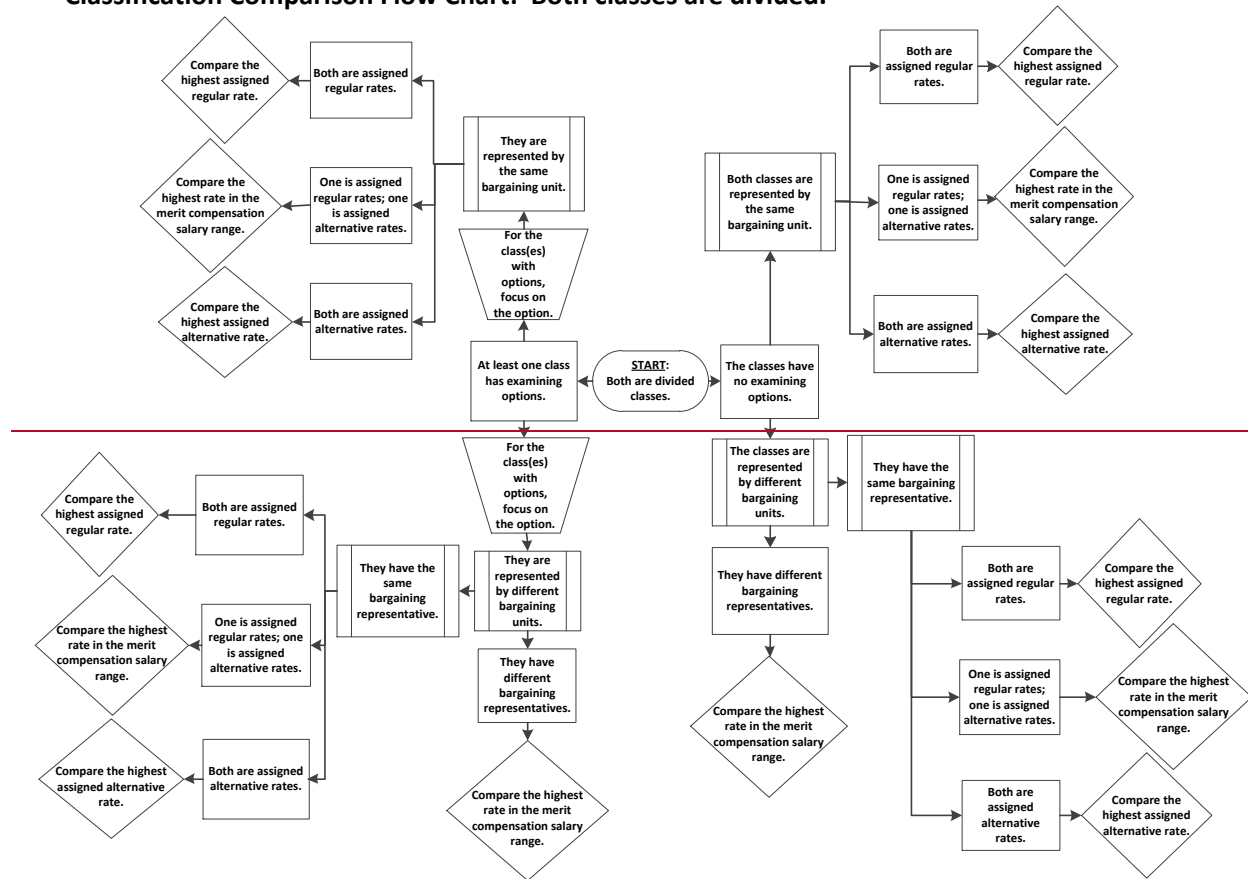 Classification Comparison Flow Chart: Both classes are divided.
Compare the
highest assigned
regular rate.
Both are assigned
regular rates.
They are
represented by
the same
bargaining unit.
Compare the
highest rate in the
merit compensation
salary range.
One is assigned
regular rates; one
is assigned
alternative rates.
Compare the
highest assigned
alternative rate.
Both are assigned
alternative rates.
For the
class(es)
with
options,
focus on
the option.
At least one class
has examining
options.
START:
Both are divided
classes.
The classes have
no examining
options.
Both classes are
represented by
the same
bargaining unit.
Both are
assigned regular
rates.
Compare the
highest assigned
regular rate.
One is assigned
regular rates;
one is assigned
alternative rates.
Compare the
highest rate in the
merit compensation
salary range.
Both are assigned
alternative rates.
Compare the
highest assigned
alternative rate.
For the
class(es)
with
options,
focus on
the option.
They are
represented
by different
bargaining
units.
They have the
same
bargaining
representative.
Both are assigned
regular rates.
Compare the
highest assigned
regular rate.
One is assigned
regular rates; one
is assigned
alternative rates.
Compare the highest
rate in the merit
compensation salary
range.
Both are assigned
alternative rates.
Compare the highest
assigned alternative
rate.
They have
different
bargaining
representatives.
Compare the highest
rate in the merit
compensation salary
range.
The classes are
represented
by different
bargaining
units.
They have the
same bargaining
representative.
They have different
bargaining
representatives.
Compare the highest
rate in the merit
compensation salary
range.
Both are
assigned regular
rates.
Compare the
highest assigned
regular rate.
One is assigned
regular rates;
one is assigned
alternative rates.
Compare the highest
rate in the merit
compensation salary
range.
Both are
assigned
alternative
rates.
Compare the
highest assigned
alternative rate.